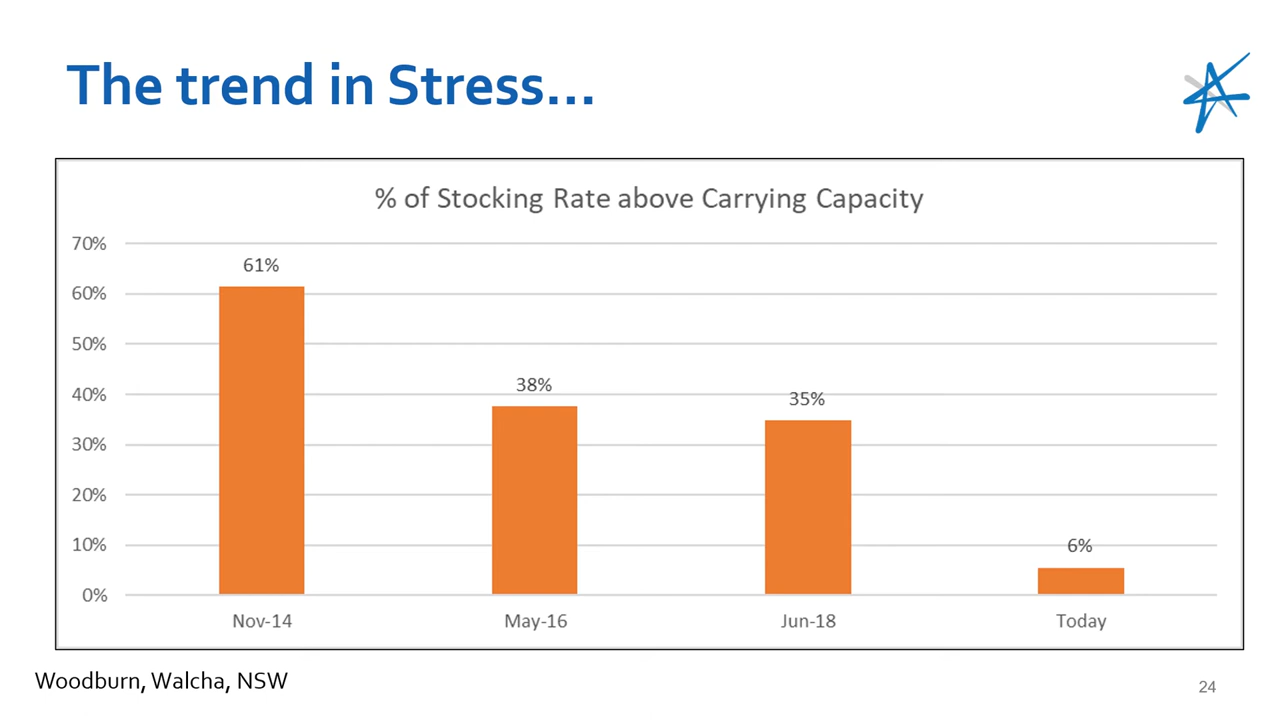 The trend in Stress...
% of Stocking Rate above Carrying Capacity
70%
60%
50%
40%
30%
20%
10%
0%
61%
38%
35%
6%
Nov-14
May-16
Jun-18
Today
Woodburn, Walcha, NSW
24